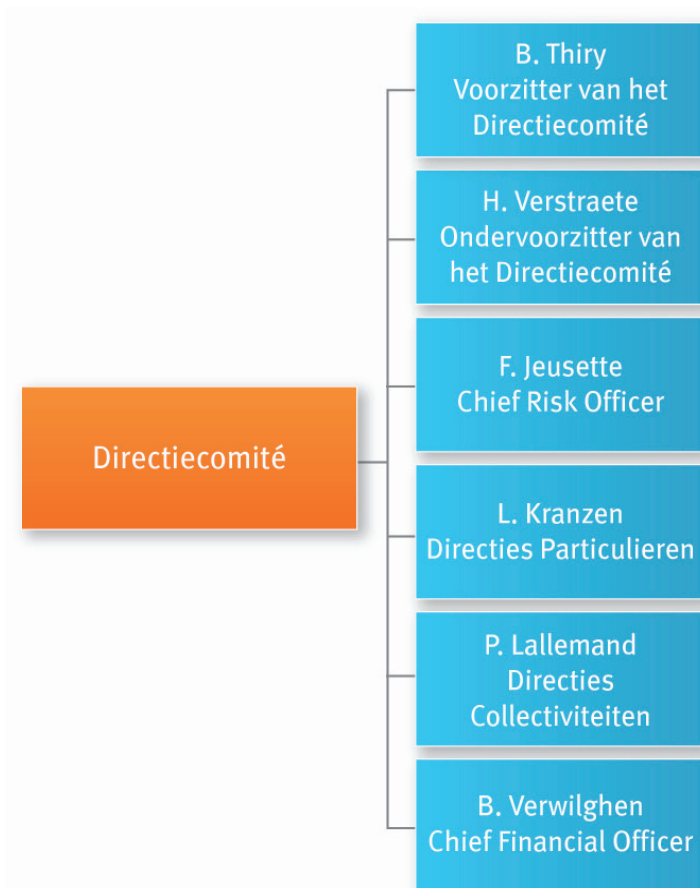 Directiecomité
B. Thiry
Voorzitter van het
Directiecomité
H. Verstraete
Ondervoorzitter van
het Directiecomité
F. Jeusette
Chief Risk Officer
L. Kranzen
Directies Particulieren
P. Lallemand
Directies
Collectiviteiten
B. Verwilghen
Chief Financial Officer